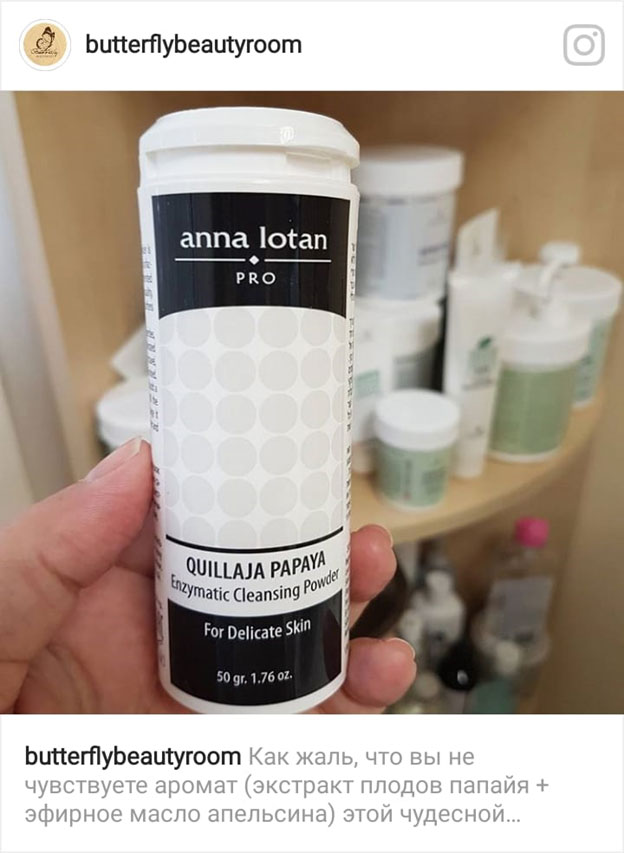 butterflybeautyroom
anna lotan
PRO
QUILLAJA PAPAYA
Enzymatic Cleansing Powder
For Delicate Skin
50 gr. 1.76 oz.
butterflybeautyroom Как жаль, что вы не
чувствуете аромат (экстракт плодов папайя +
эфирное масло апельсина) этой чудесной…